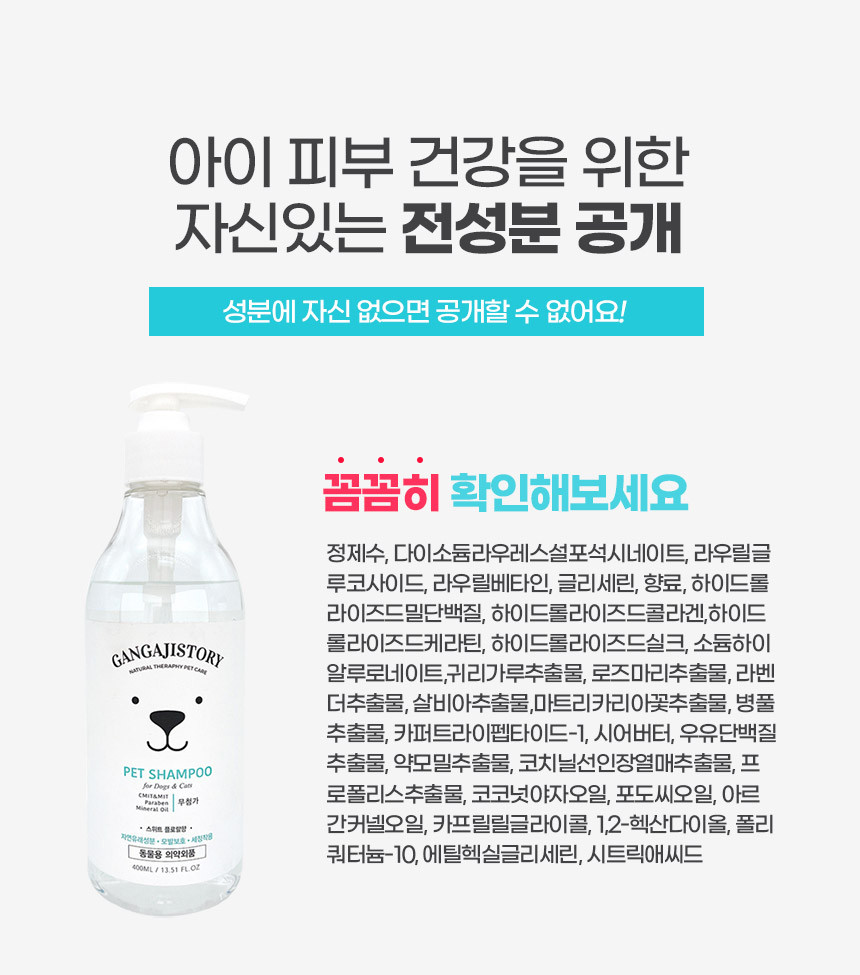 아이 피부 건강을 위한
자신있는 전성분 공개
성분에 자신 없으면 공개할 수 없어요!
꼼꼼히 확인해보세요
정제수, 다이소듐라우레스설포석시네이트, 라우릴글
루코사이드, 라우릴베타인, 글리세린, 향료, 하이드롤
라이즈드밀단백질, 하이드롤라이즈드콜라겐,하이드
롤라이즈드케라틴, 하이드롤라이즈드실크, 소듐하이
알루로네이트,귀리가루추출물, 로즈마리추출물, 라벤
더추출물, 살비아추출물,마트리카리아꽃추출물, 병풀
추출물, 카퍼트라이펩타이드-1, 시어버터, 우유단백질
추출물, 약모밀추출물, 코치닐선인장열매추출물, 프
로폴리스추출물, 코코넛야자오일, 포도씨오일, 아르
간커넬오일, 카프릴릴글라이콜, 1,2-헥산다이올, 폴리
쿼터늄-10, 에틸헥실글리세린, 시트릭애씨드
GANGAJISTORY
NATURAL THERAPHY PET CARE
PET SHAMPOO
for Dogs & Cats
CMIT&MIT
Paraben
Mineral Oil
무첨가
• 스위트 플로랄향 •
자연유래성분 • 모발보호 • 세정작용
동물용 의약외품
400ML / 13.51 FL.OZ